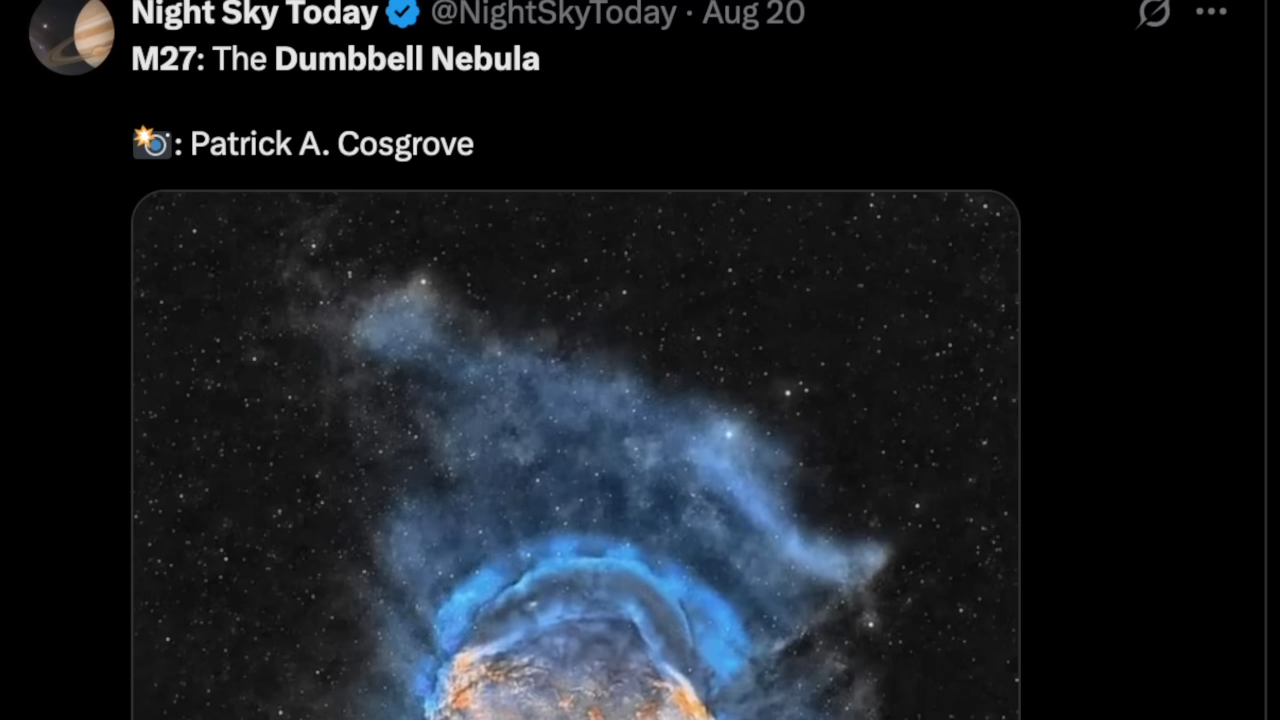 Night Sky Today @NightSkyToday · Aug 20
M27: The Dumbbell Nebula
📸: Patrick A. Cosgrove